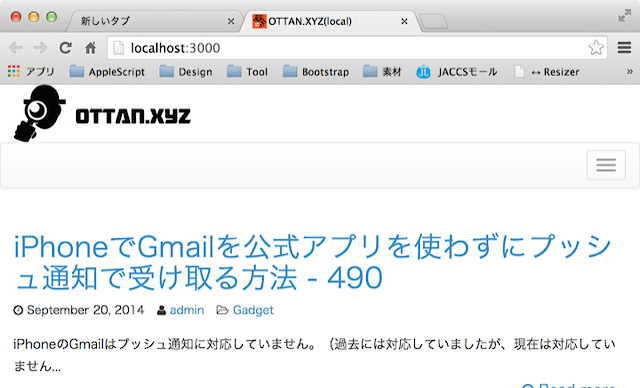 新しいタブ
OTTAN.XYZ(local)
localhost:3000
アプリ AppleScript Design Tool Bootstrap 素材 JACCSモール ↔ Resizer
OTTAN.XYZ
iPhoneでGmailを公式アプリを使わずにプッシ
ュ通知で受け取る方法 - 490
September 20, 2014 admin Gadget
iPhoneのGmailはプッシュ通知に対応していません。（過去には対応していましたが、現在は対応してい
ません...
Read more